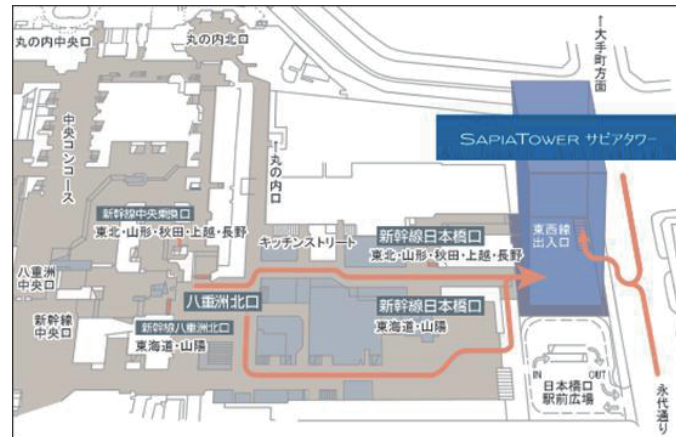 丸の内中央口
丸の内北口
←大手町方面
中央コンコース
←丸の内口
SAPIATOWER サピアタワー
新幹線中央乗換口
東北・山形・秋田・上越・長野
キッチンストリート
新幹線日本橋口
東北・山形・秋田・上越・長野
東西線
出入口
八重洲
中央口
八重洲北口
新幹線日本橋口
東海道・山陽
新幹線
中央口
新幹線八重洲北口
東海道・山陽
IN
OUT
日本橋口
駅前広場
永代通り